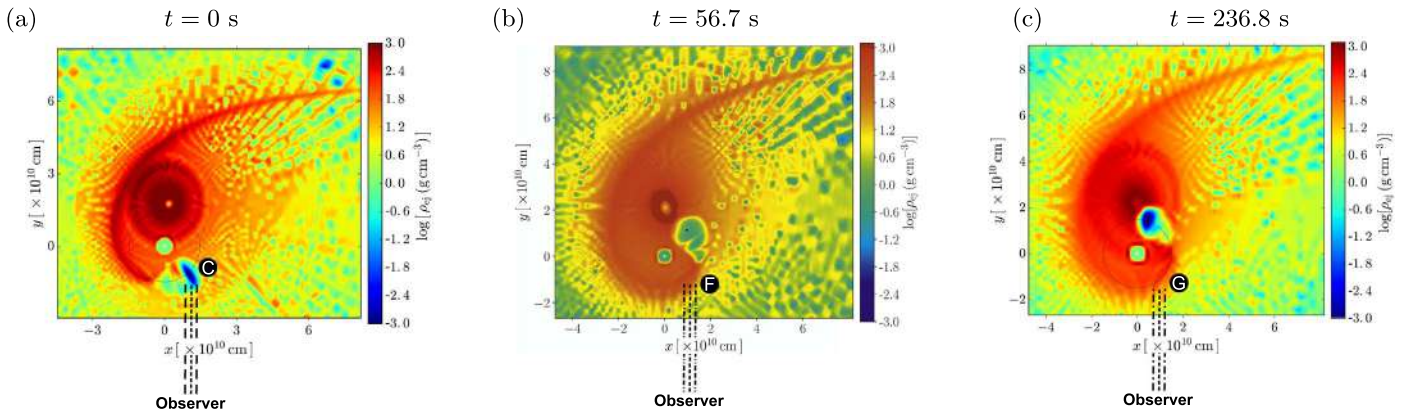 (a) t = 0 s
(b) t = 56.7 s
(c) t = 236.8 s
y [ × 10^10 cm]
6
3
0
−3 0 3 6
x [ × 10^10 cm]
C
3.0
2.4
1.8
1.2
0.6
0.0
-0.6
-1.2
-1.8
-2.4
-3.0
log[ρ_ej (g cm^−3)]
Observer
y [ × 10^10 cm]
8
6
4
2
0
−2
−4 −2 0 2 4 6
x [ ×10^10 cm]
F
3.0
2.4
1.8
1.2
0.6
0.0
-0.6
-1.2
-1.8
-2.4
-3.0
log[ρ_ej (g cm^−3)]
Observer
y [ × 10^10 cm]
8
6
4
2
0
−2
−4 −2 0 2 4 6
x [ × 10^10 cm]
G
3.0
2.4
1.8
1.2
0.6
0.0
-0.6
-1.2
-1.8
-2.4
-3.0
log[ρ_ej (g cm^−3)]
Observer